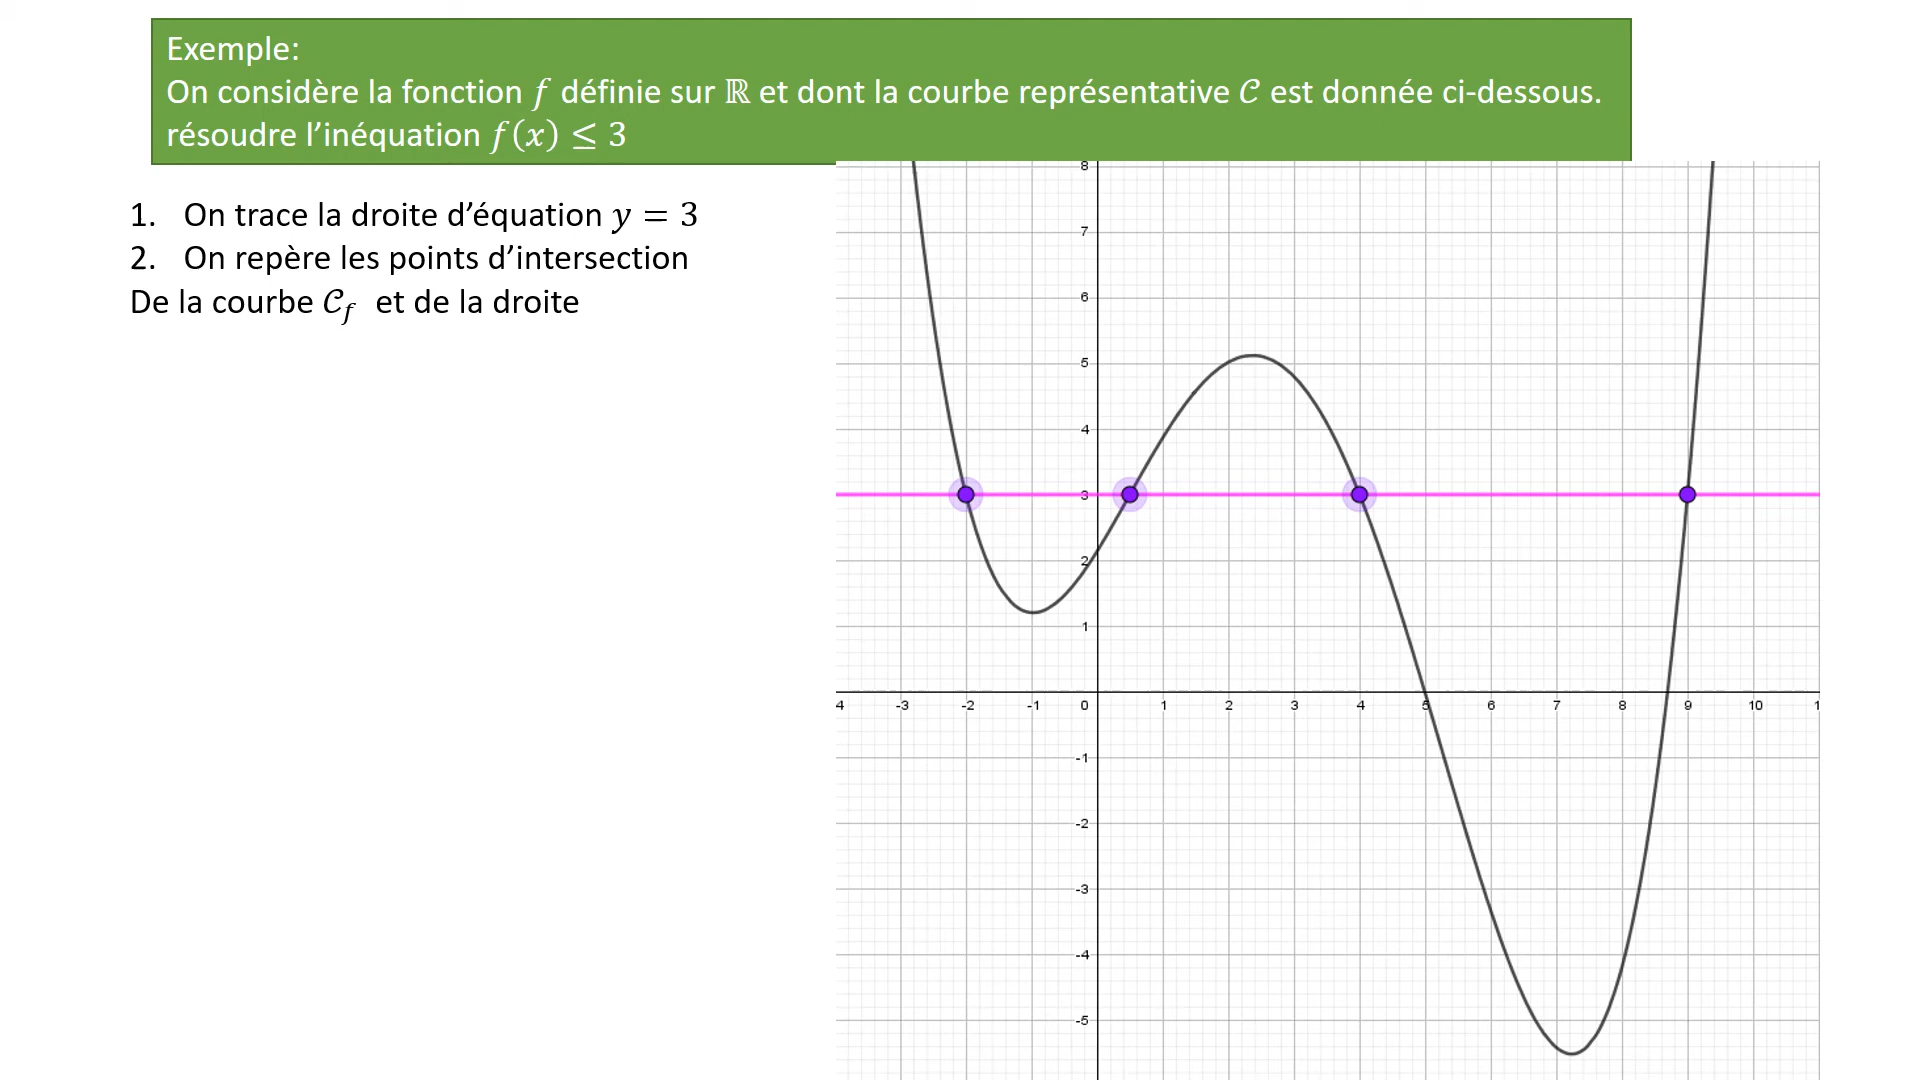 Exemple:
On considère la fonction f définie sur ℝ et dont la courbe représentative 𝒞 est donnée ci-dessous.
résoudre l’inéquation f(x) ≤ 3
1. On trace la droite d’équation y = 3
2. On repère les points d’intersection
De la courbe 𝒞f et de la droite
8
7
6
5
4
3
2
1
4 -3 -2 -1 0 1 2 3 4 5 6 7 8 9 10 1
-1
-2
-3
-4
-5